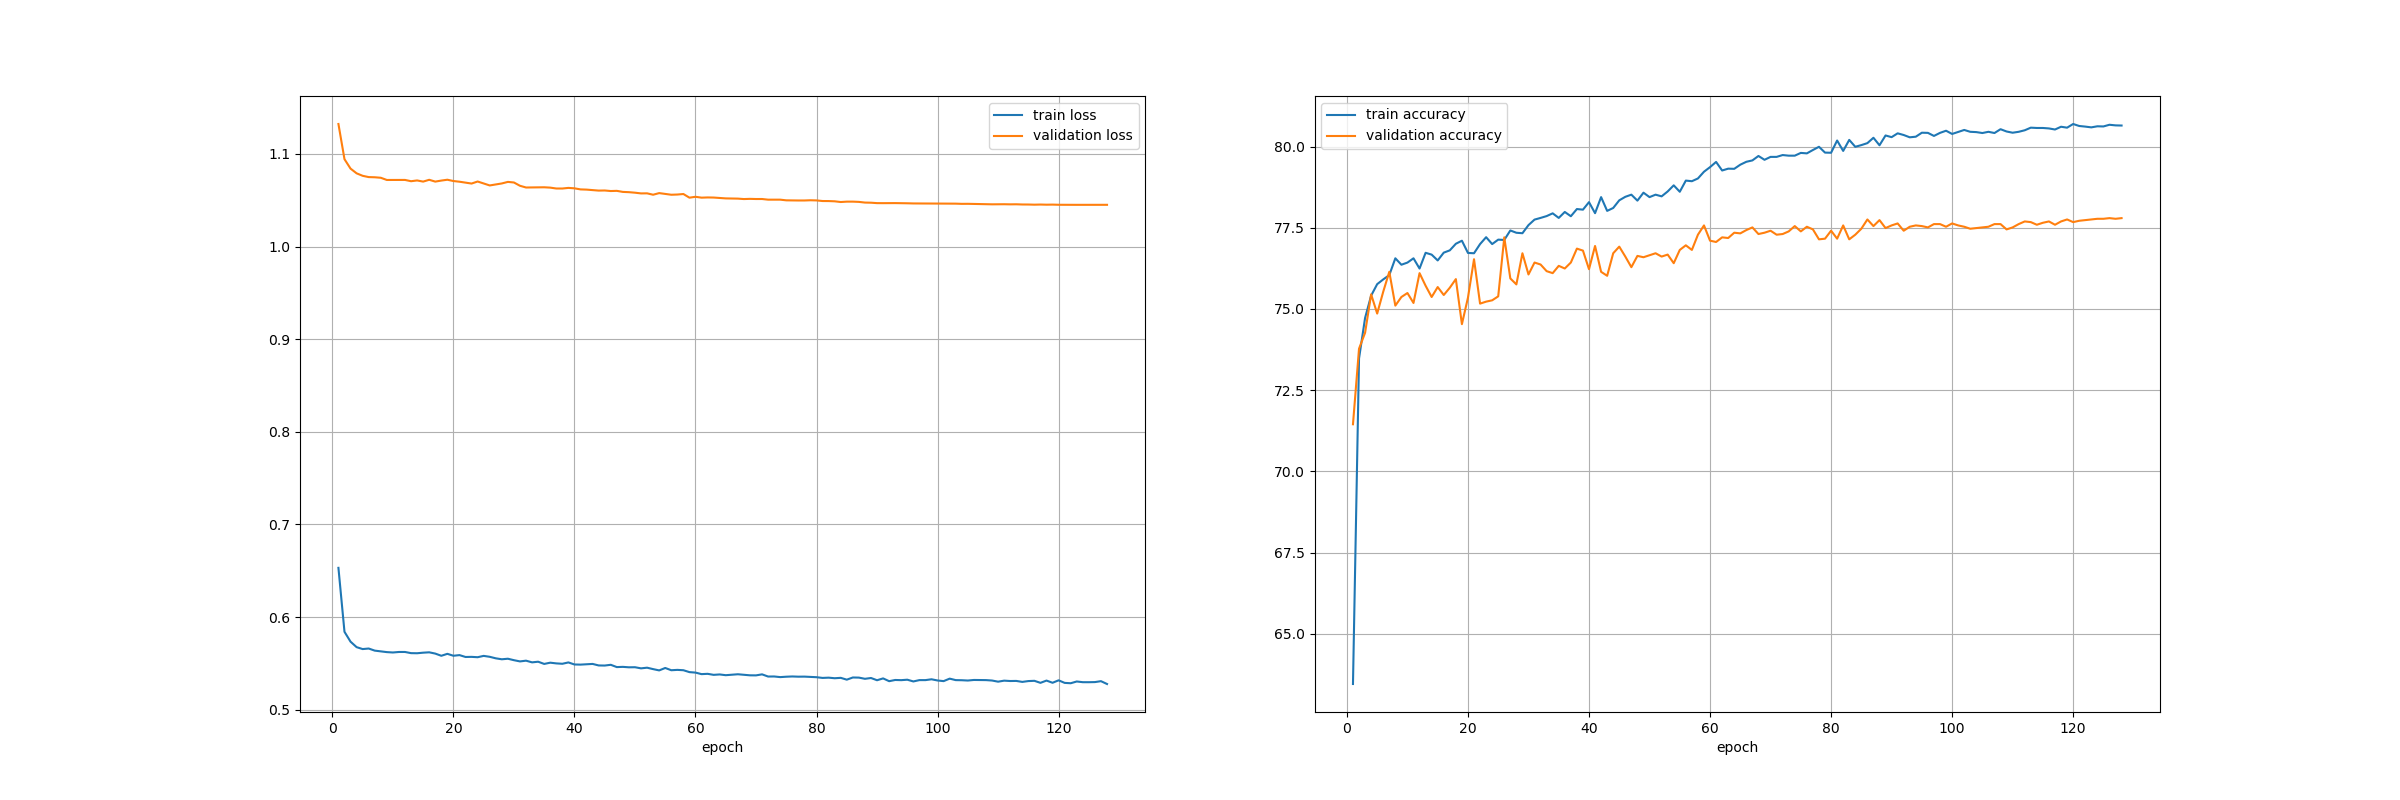 train loss
validation loss
1.1
1.0
0.9
0.8
0.7
0.6
0.5
0 20 40 60 80 100 120
epoch
train accuracy
validation accuracy
80.0
77.5
75.0
72.5
70.0
67.5
65.0
0 20 40 60 80 100 120
epoch